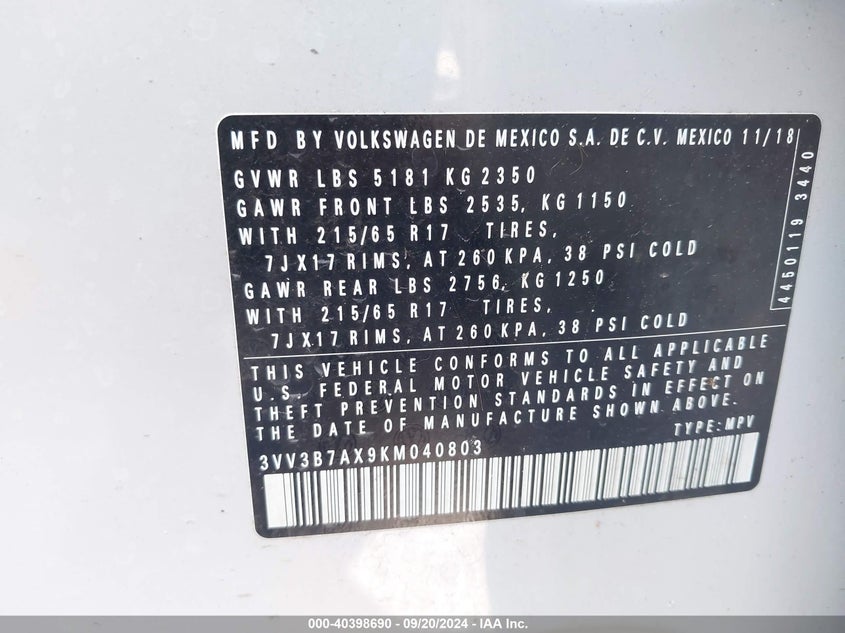 MFD BY VOLKSWAGEN DE MEXICO S.A. DE C.V. MEXICO 11/18
GVWR LBS 5181 KG 2350
GAWR FRONT LBS 2535, KG 1150
WITH 215/65 R17 TIRES,
7JX17 RIMS, AT 260 KPA, 38 PSI COLD
GAWR REAR LBS 2756, KG 1250
WITH 215/65 R17 TIRES,
7JX17 RIMS, AT 260 KPA, 38 PSI COLD
4450119 3440
THIS VEHICLE CONFORMS TO ALL APPLICABLE
U.S. FEDERAL MOTOR VEHICLE SAFETY AND
THEFT PREVENTION STANDARDS IN EFFECT ON
THE DATE OF MANUFACTURE SHOWN ABOVE.
TYPE: MPV
3VV3B7AX9KM040803
000-40398690 - 09/20/2024 - IAA Inc.